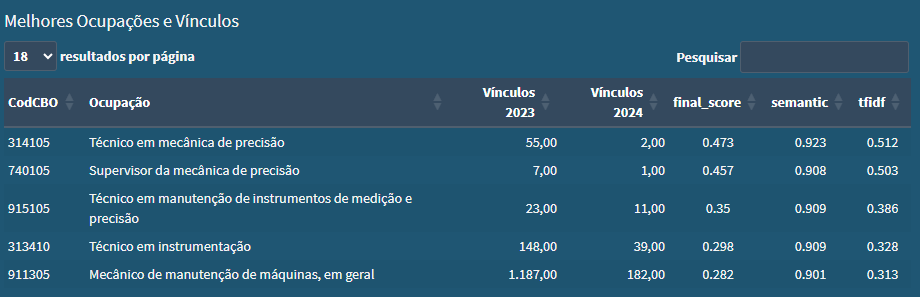 Melhores Ocupações e Vínculos
18 resultados por página Pesquisar
CodCBO Ocupação Vínculos 2023 Vínculos 2024 final_score semantic tfidf
314105 Técnico em mecânica de precisão 55,00 2,00 0.473 0.923 0.512
740105 Supervisor da mecânica de precisão 7,00 1,00 0.457 0.908 0.503
915105 Técnico em manutenção de instrumentos de medição e precisão 23,00 11,00 0.35 0.909 0.386
313410 Técnico em instrumentação 148,00 39,00 0.298 0.909 0.328
911305 Mecânico de manutenção de máquinas, em geral 1.187,00 182,00 0.282 0.901 0.313